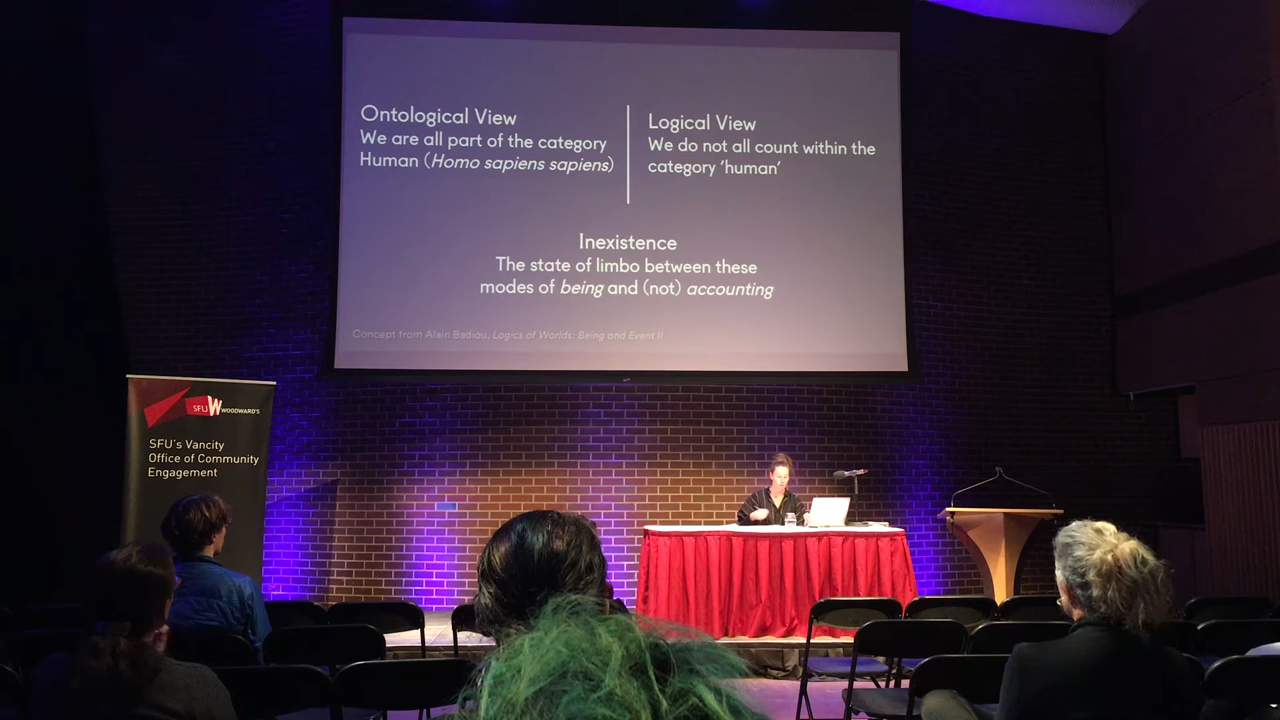 Ontological View
We are all part of the category
Human (Homo sapiens sapiens)
Logical View
We do not all count within the
category 'human'
Inexistence
The state of limbo between these
modes of being and (not) accounting
Concept from Alain Badiou, Logics of Worlds: Being and Event II
SFU W WOODWARD'S
SFU's Vancity
Office of Community
Engagement